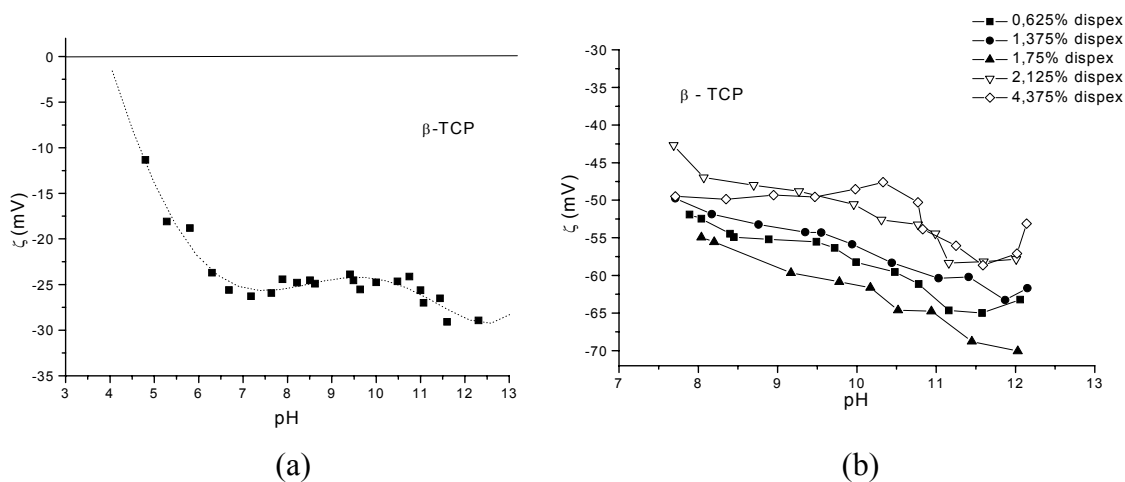 0
-5
-10
-15
-20
-25
-30
-35
ζ (mV)
β-TCP
3 4 5 6 7 8 9 10 11 12 13
pH
(a)
0,625% dispex
1,375% dispex
1,75% dispex
2,125% dispex
4,375% dispex
-30
-35
-40
-45
-50
-55
-60
-65
-70
ζ (mV)
β - TCP
7 8 9 10 11 12 13
pH
(b)